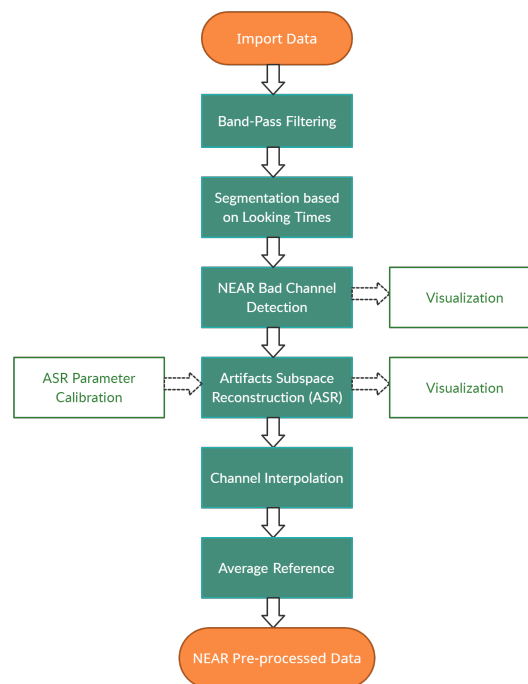 Import Data
Band-Pass Filtering
Segmentation based
on Looking Times
NEAR Bad Channel
Detection
Visualization
ASR Parameter
Calibration
Artifacts Subspace
Reconstruction (ASR)
Visualization
Channel Interpolation
Average Reference
NEAR Pre-processed Data